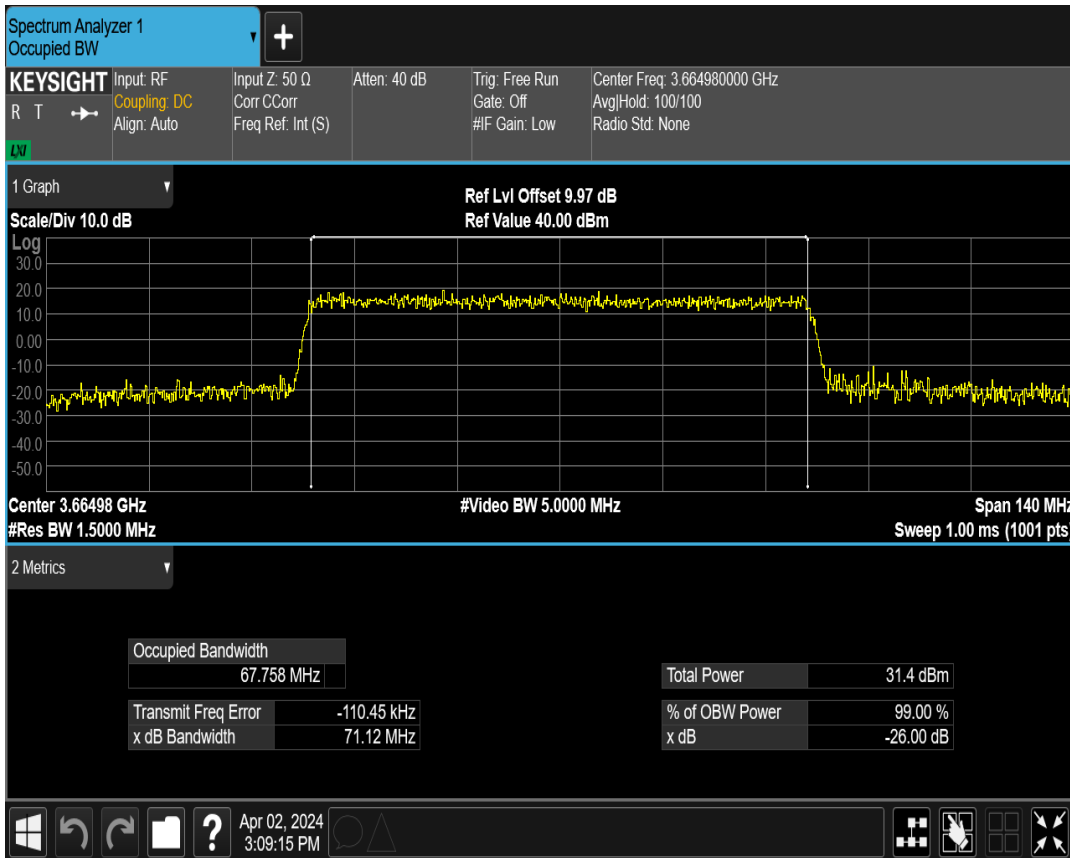 Spectrum Analyzer 1
Occupied BW
+
KEYSIGHT
R T
LXI
Input: RF
Coupling: DC
Align: Auto
Input Z: 50 Ω
Corr CCorr
Freq Ref: Int (S)
Atten: 40 dB
Trig: Free Run
Gate: Off
#IF Gain: Low
Center Freq: 3.664980000 GHz
Avg|Hold: 100/100
Radio Std: None
1 Graph
Scale/Div 10.0 dB
Ref Lvl Offset 9.97 dB
Ref Value 40.00 dBm
Log
30.0
20.0
10.0
0.00
-10.0
-20.0
-30.0
-40.0
-50.0
Center 3.66498 GHz
#Video BW 5.0000 MHz
Span 140 MHz
#Res BW 1.5000 MHz
Sweep 1.00 ms (1001 pts)
2 Metrics
Occupied Bandwidth
67.758 MHz
Total Power 31.4 dBm
Transmit Freq Error -110.45 kHz
% of OBW Power 99.00 %
x dB Bandwidth 71.12 MHz
x dB -26.00 dB
?
Apr 02, 2024
3:09:15 PM